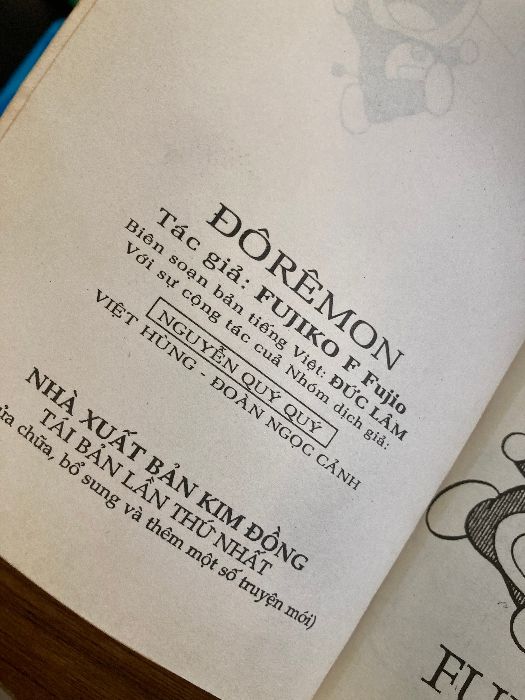 ĐÔRÊMON
Tác giả: FUJIKO F Fujio
Biên soạn bản tiếng Việt: ĐỨC LÂM
Với sự cộng tác cuả Nhóm dịch giả:
NGUYỄN QUÝ QUÝ
VIỆT HÙNG - ĐOÀN NGỌC CẢNH
NHÀ XUẤT BẢN KIM ĐỒNG
TÁI BẢN LẦN THỨ NHẤT
chữa, bổ sung và thêm một số truyện mới)